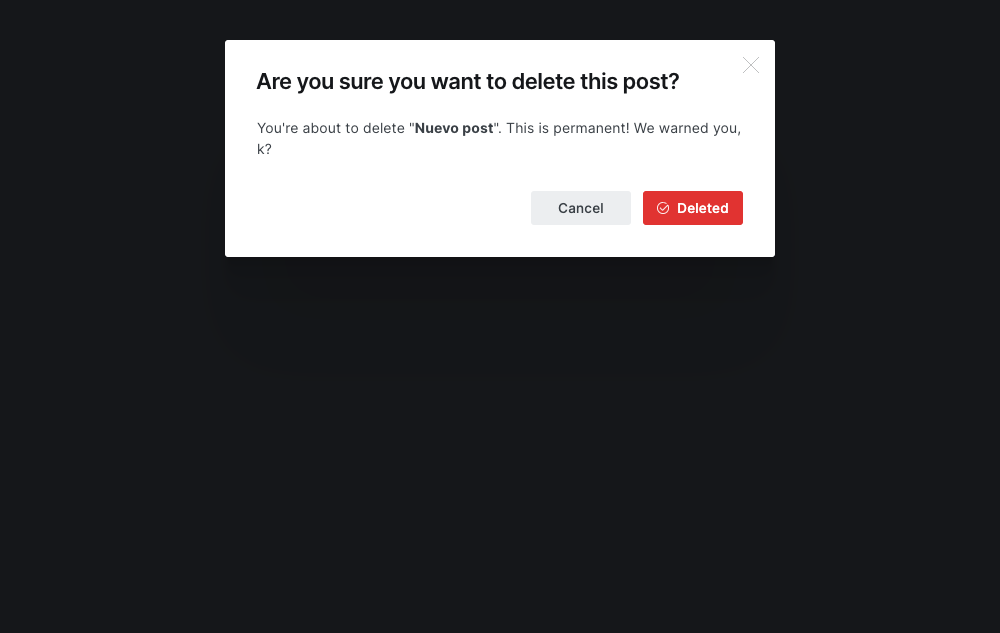 Are you sure you want to delete this post?
You're about to delete "Nuevo post". This is permanent! We warned you,
k?
Cancel
Deleted